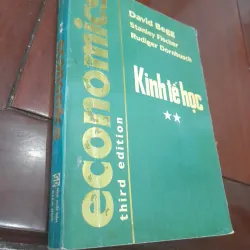 David Begg
Stanley Fischer
Rudiger Dornbusch
Kinh tế học
★★
economics
third edition